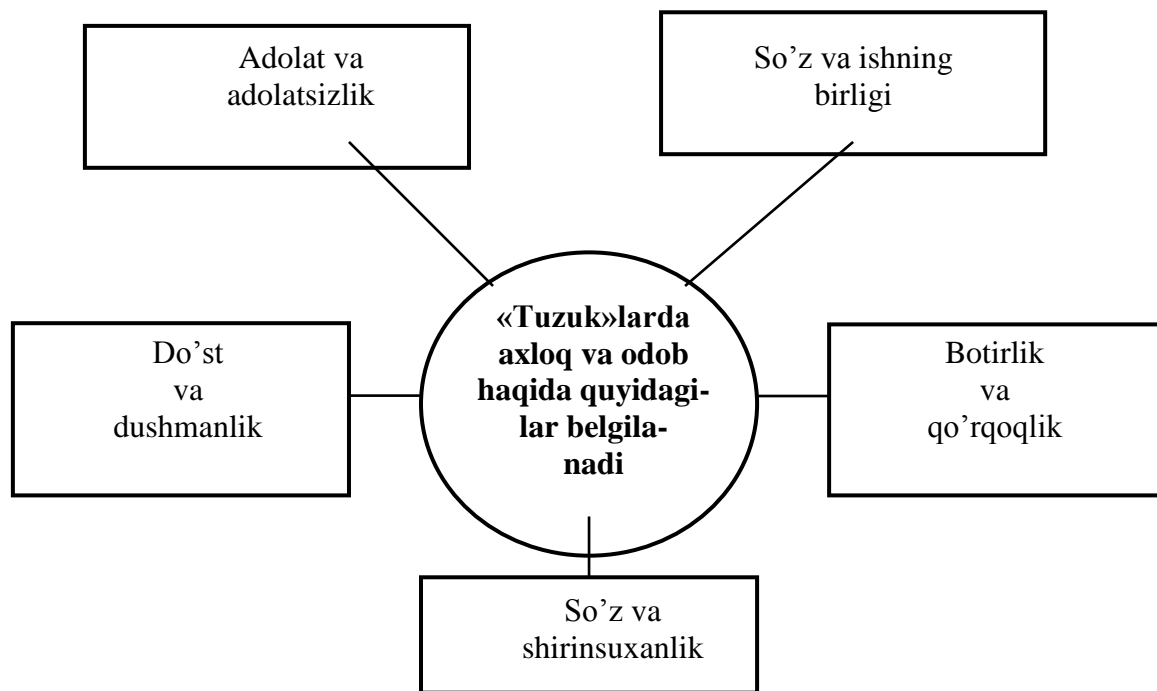 Adolat va
adolatsizlik
So’z va ishning
birligi
«Tuzuk»larda
axloq va odob
haqida quyidagi-
lar belgila-
nadi
Do’st
va
dushmanlik
Botirlik
va
qo’rqoqlik
So’z va
shirinsuxanlik